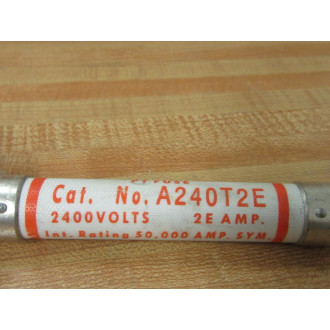 Cat. No. A240T2E
2400VOLTS 2E AMP.
Int. Rating 50,000 AMP. SYM.